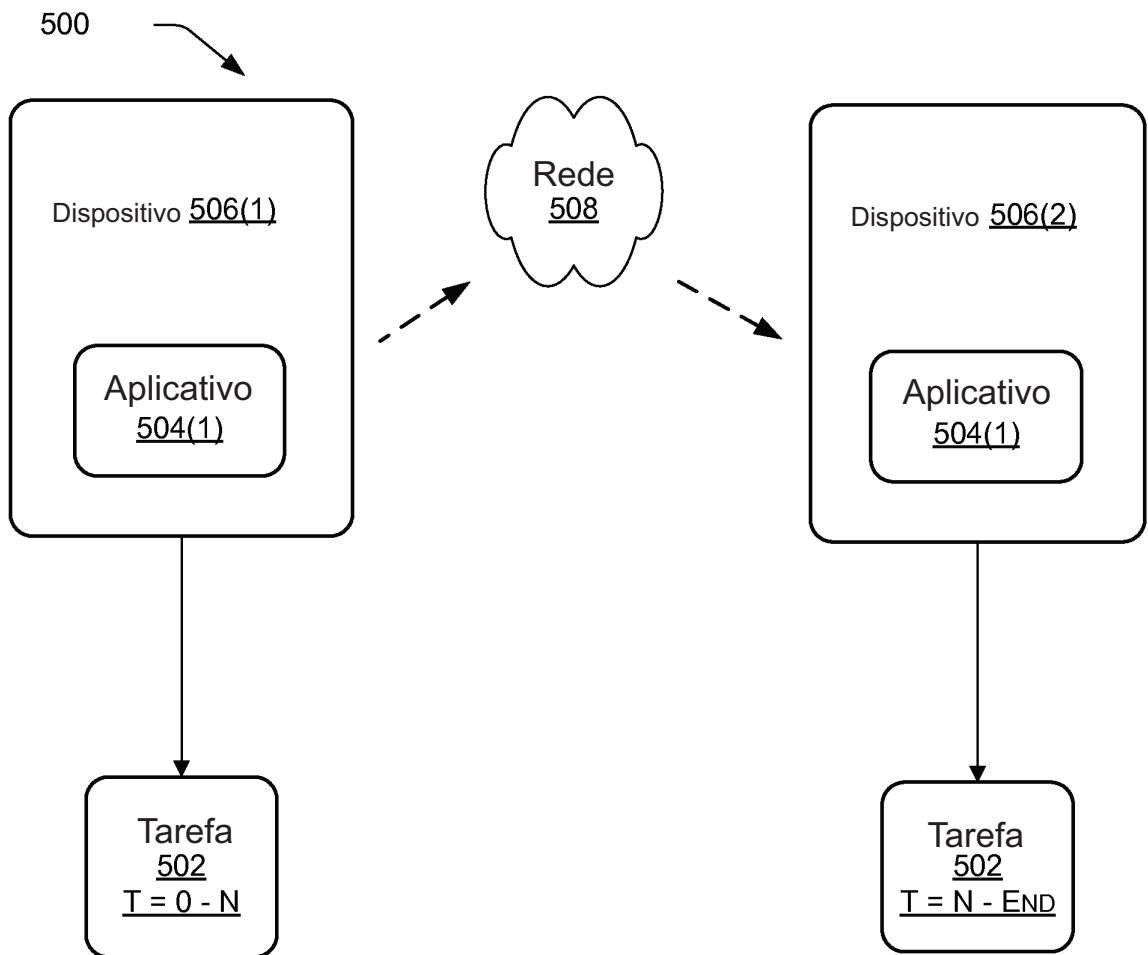 500
Rede
508
Dispositivo 506(1)
Dispositivo 506(2)
Aplicativo
504(1)
Aplicativo
504(1)
Tarefa
502
T = 0 - N
Tarefa
502
T = N - END